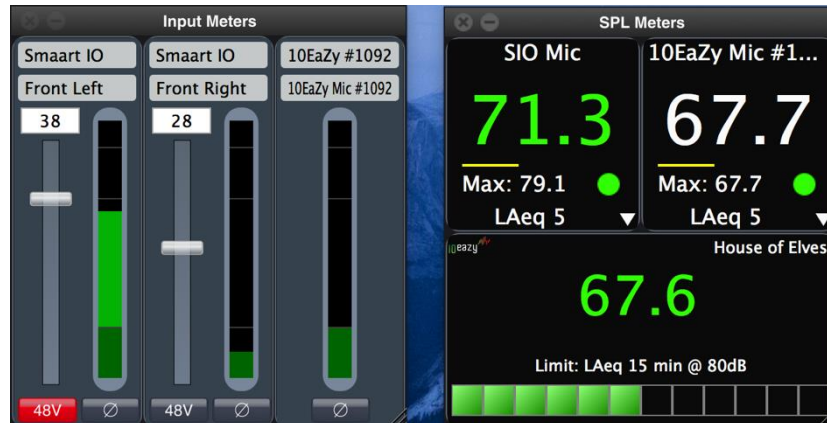 Input Meters
Smaart IO
Front Left
38
48V
Ø
Smaart IO
Front Right
28
48V
Ø
10EaZy #1092
10EaZy Mic #1092
Ø
SPL Meters
SIO Mic
71.3
Max: 79.1
LAeq 5
10EaZy Mic #1...
67.7
Max: 67.7
LAeq 5
10eazy
House of Elves
67.6
Limit: LAeq 15 min @ 80dB